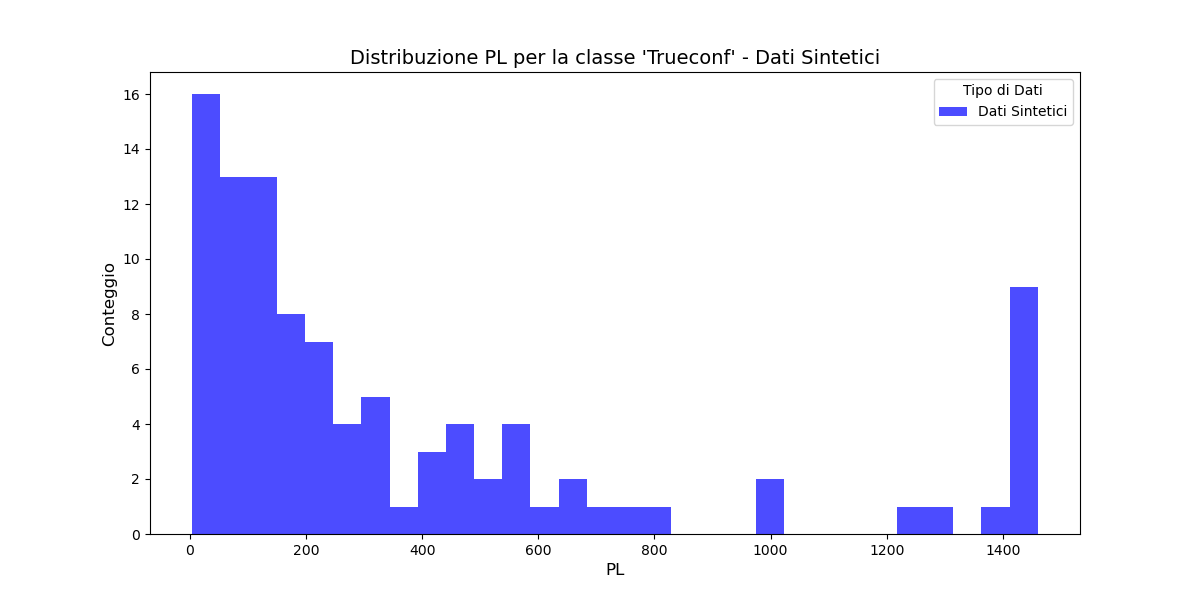 Distribuzione PL per la classe 'Trueconf' - Dati Sintetici
Tipo di Dati
Dati Sintetici
Conteggio
16
14
12
10
8
6
4
2
0
0 200 400 600 800 1000 1200 1400
PL